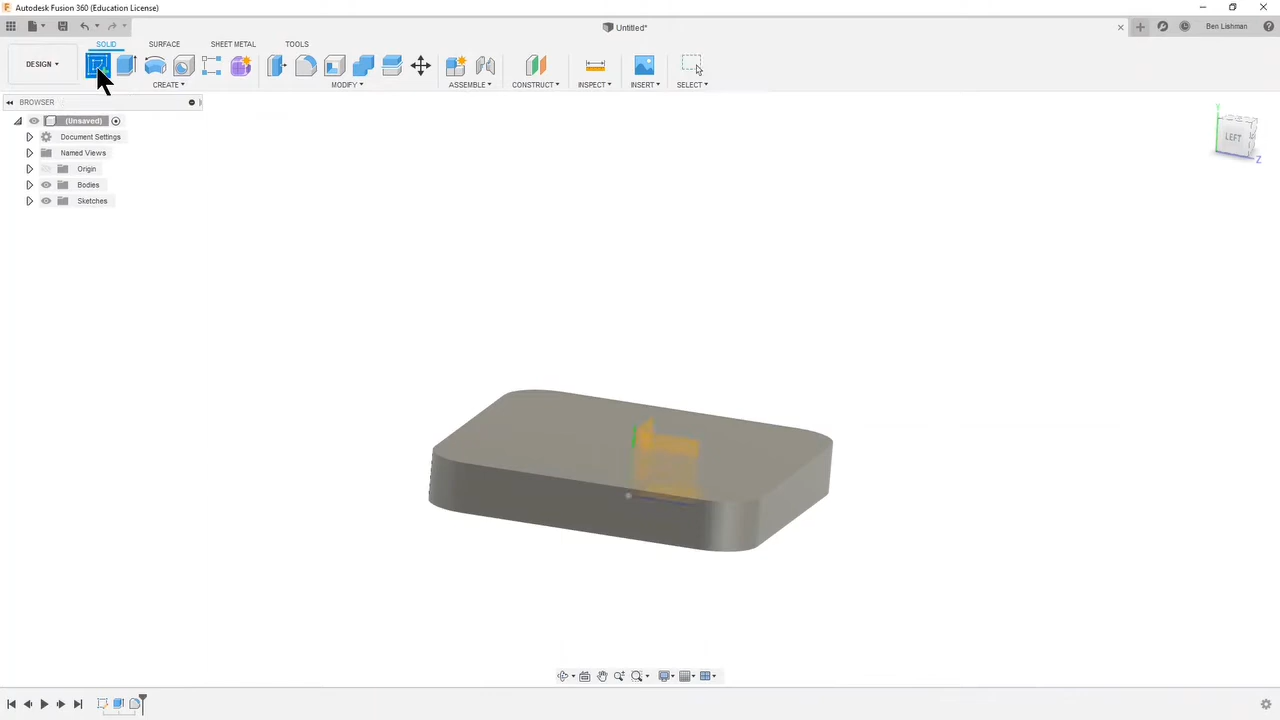 Autodesk Fusion 360 (Education License)
Untitled*
Ben Lishman
DESIGN
SOLID
SURFACE
SHEET METAL
TOOLS
CREATE
MODIFY
ASSEMBLE
CONSTRUCT
INSPECT
INSERT
SELECT
BROWSER
(Unsaved)
Document Settings
Named Views
Origin
Bodies
Sketches
Y
LEFT
Z